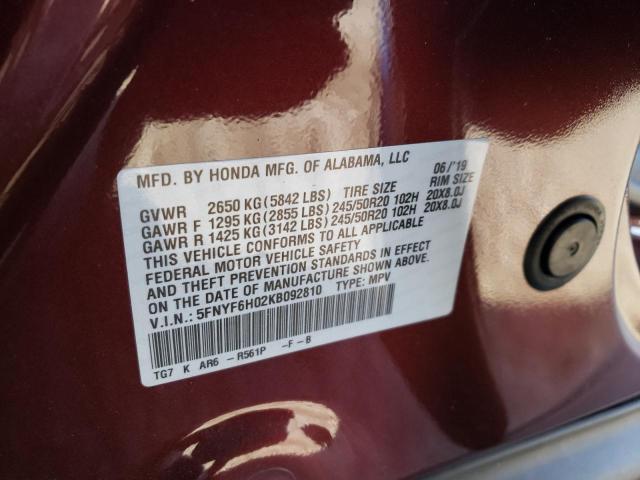 MFD. BY HONDA MFG. OF ALABAMA, LLC 06/'19
GVWR 2650 KG(5842 LBS) TIRE SIZE RIM SIZE
GAWR F 1295 KG(2855 LBS)245/50R20 102H 20X8.0J
GAWR R 1425 KG(3142 LBS)245/50R20 102H 20X8.0J
THIS VEHICLE CONFORMS TO ALL APPLICABLE
FEDERAL MOTOR VEHICLE SAFETY
AND THEFT PREVENTION STANDARDS IN EFFECT
ON THE DATE OF MANUFACTURE SHOWN ABOVE.
V.I.N.: 5FNYF6H02KB092810 TYPE: MPV
TG7 K AR6 -R561P -F-B